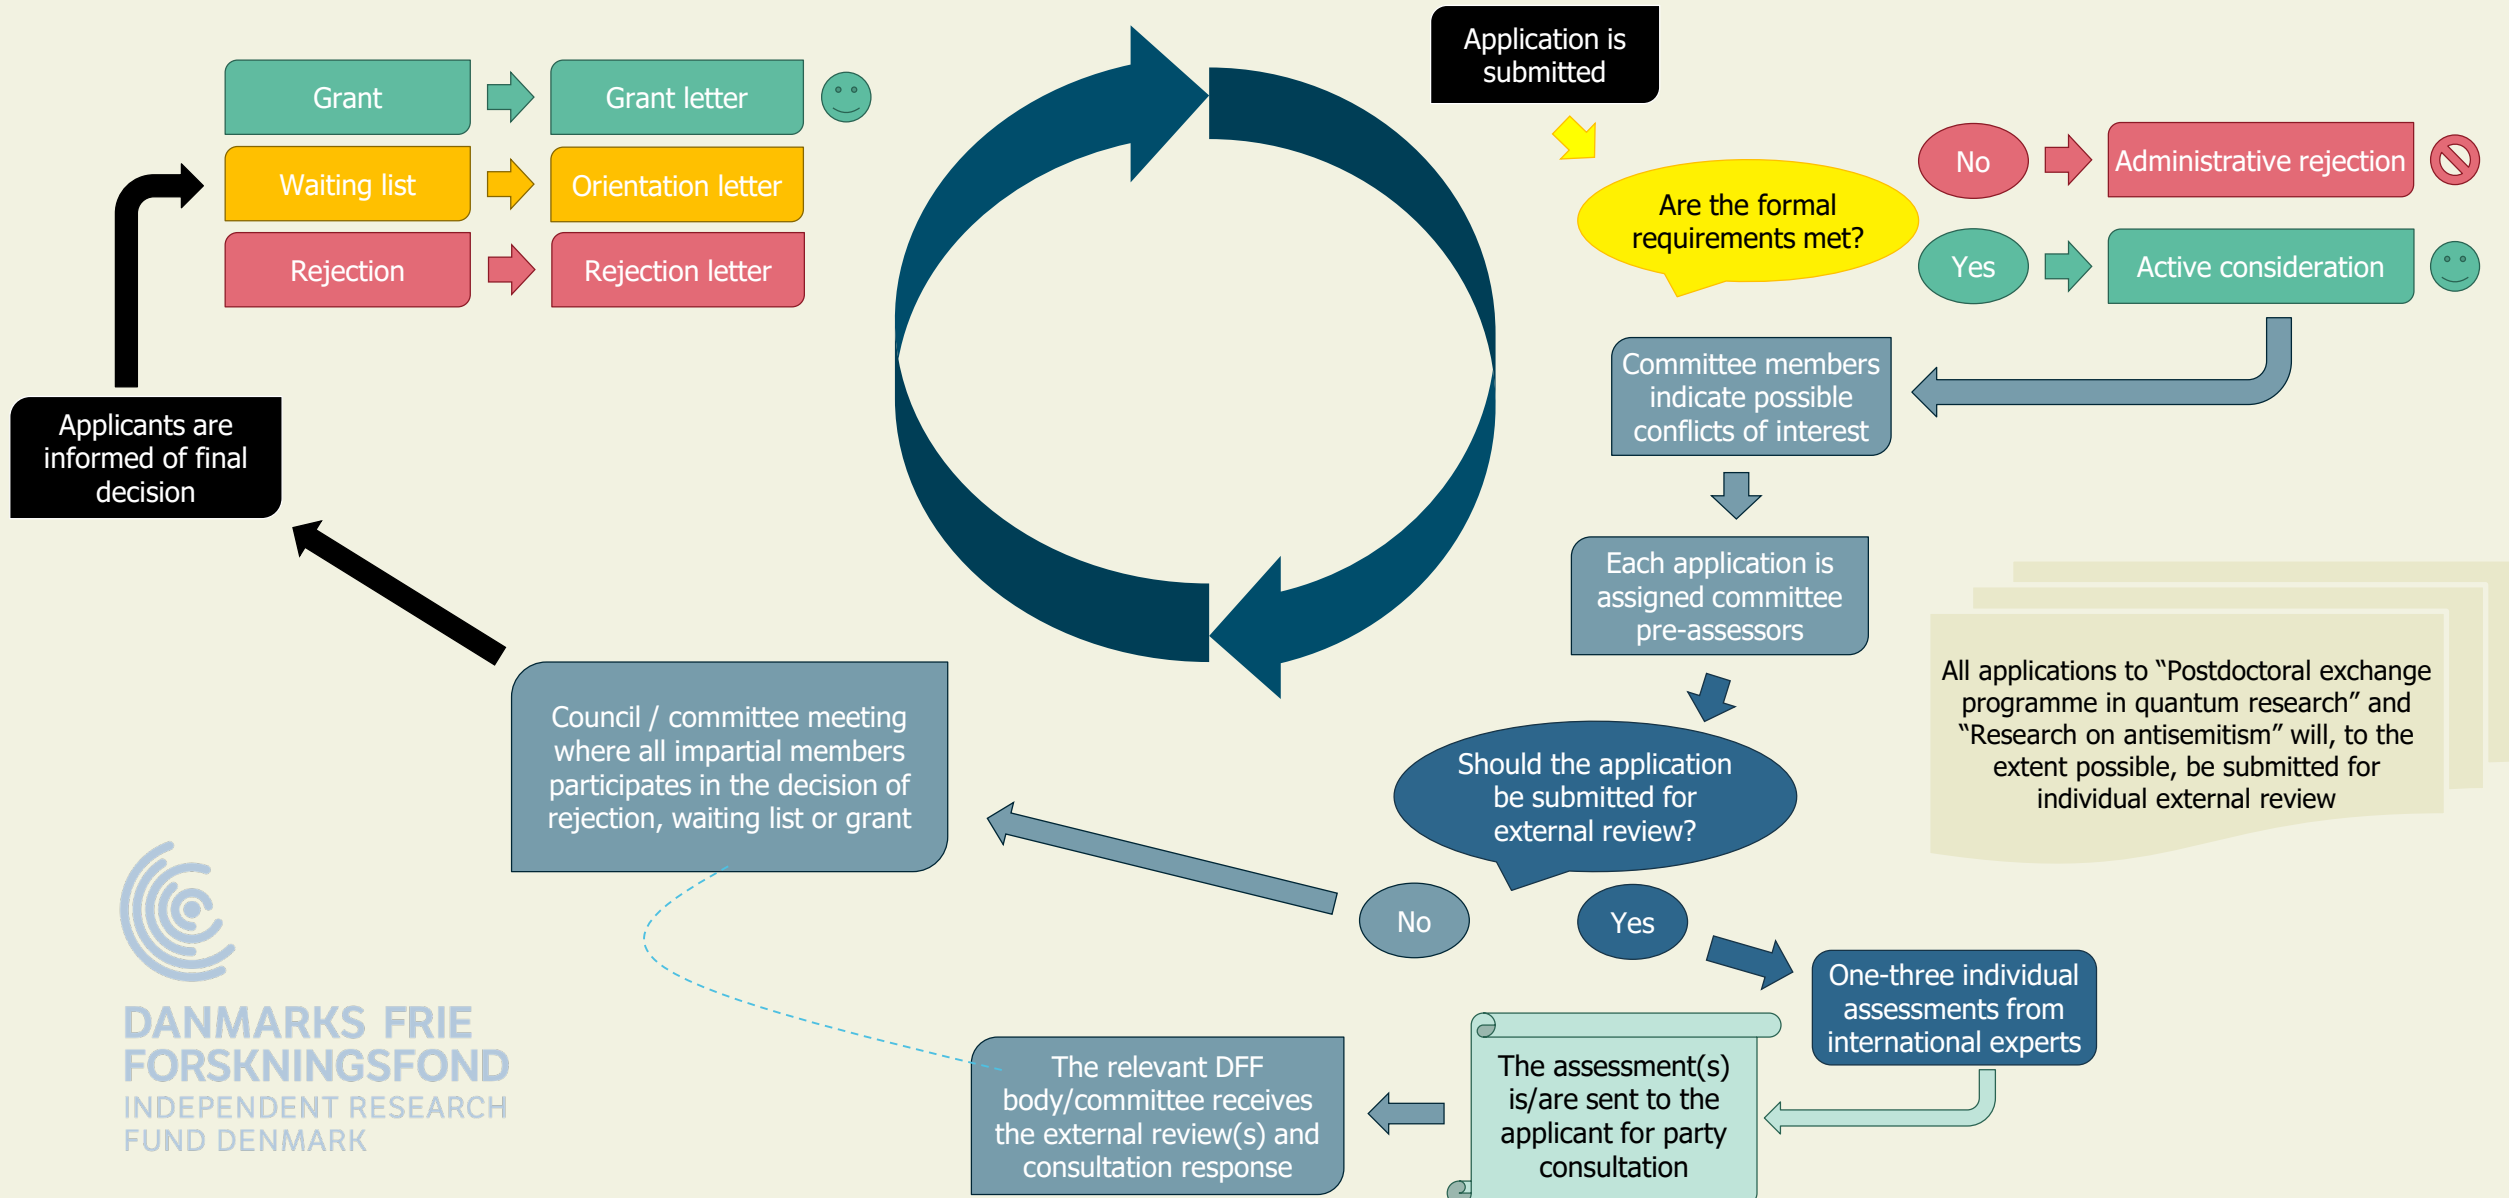 Application is
submitted
Are the formal
requirements met?
No
Administrative rejection
Yes
Active consideration
Committee members
indicate possible
conflicts of interest
Each application is
assigned committee
pre-assessors
All applications to “Postdoctoral exchange
programme in quantum research” and
“Research on antisemitism” will, to the
extent possible, be submitted for
individual external review
Should the application
be submitted for
external review?
No
Yes
One-three individual
assessments from
international experts
The assessment(s)
is/are sent to the
applicant for party
consultation
The relevant DFF
body/committee receives
the external review(s) and
consultation response
Council / committee meeting
where all impartial members
participates in the decision of
rejection, waiting list or grant
Applicants are
informed of final
decision
Grant
Grant letter
Waiting list
Orientation letter
Rejection
Rejection letter
DANMARKS FRIE
FORSKNINGSFOND
INDEPENDENT RESEARCH
FUND DENMARK